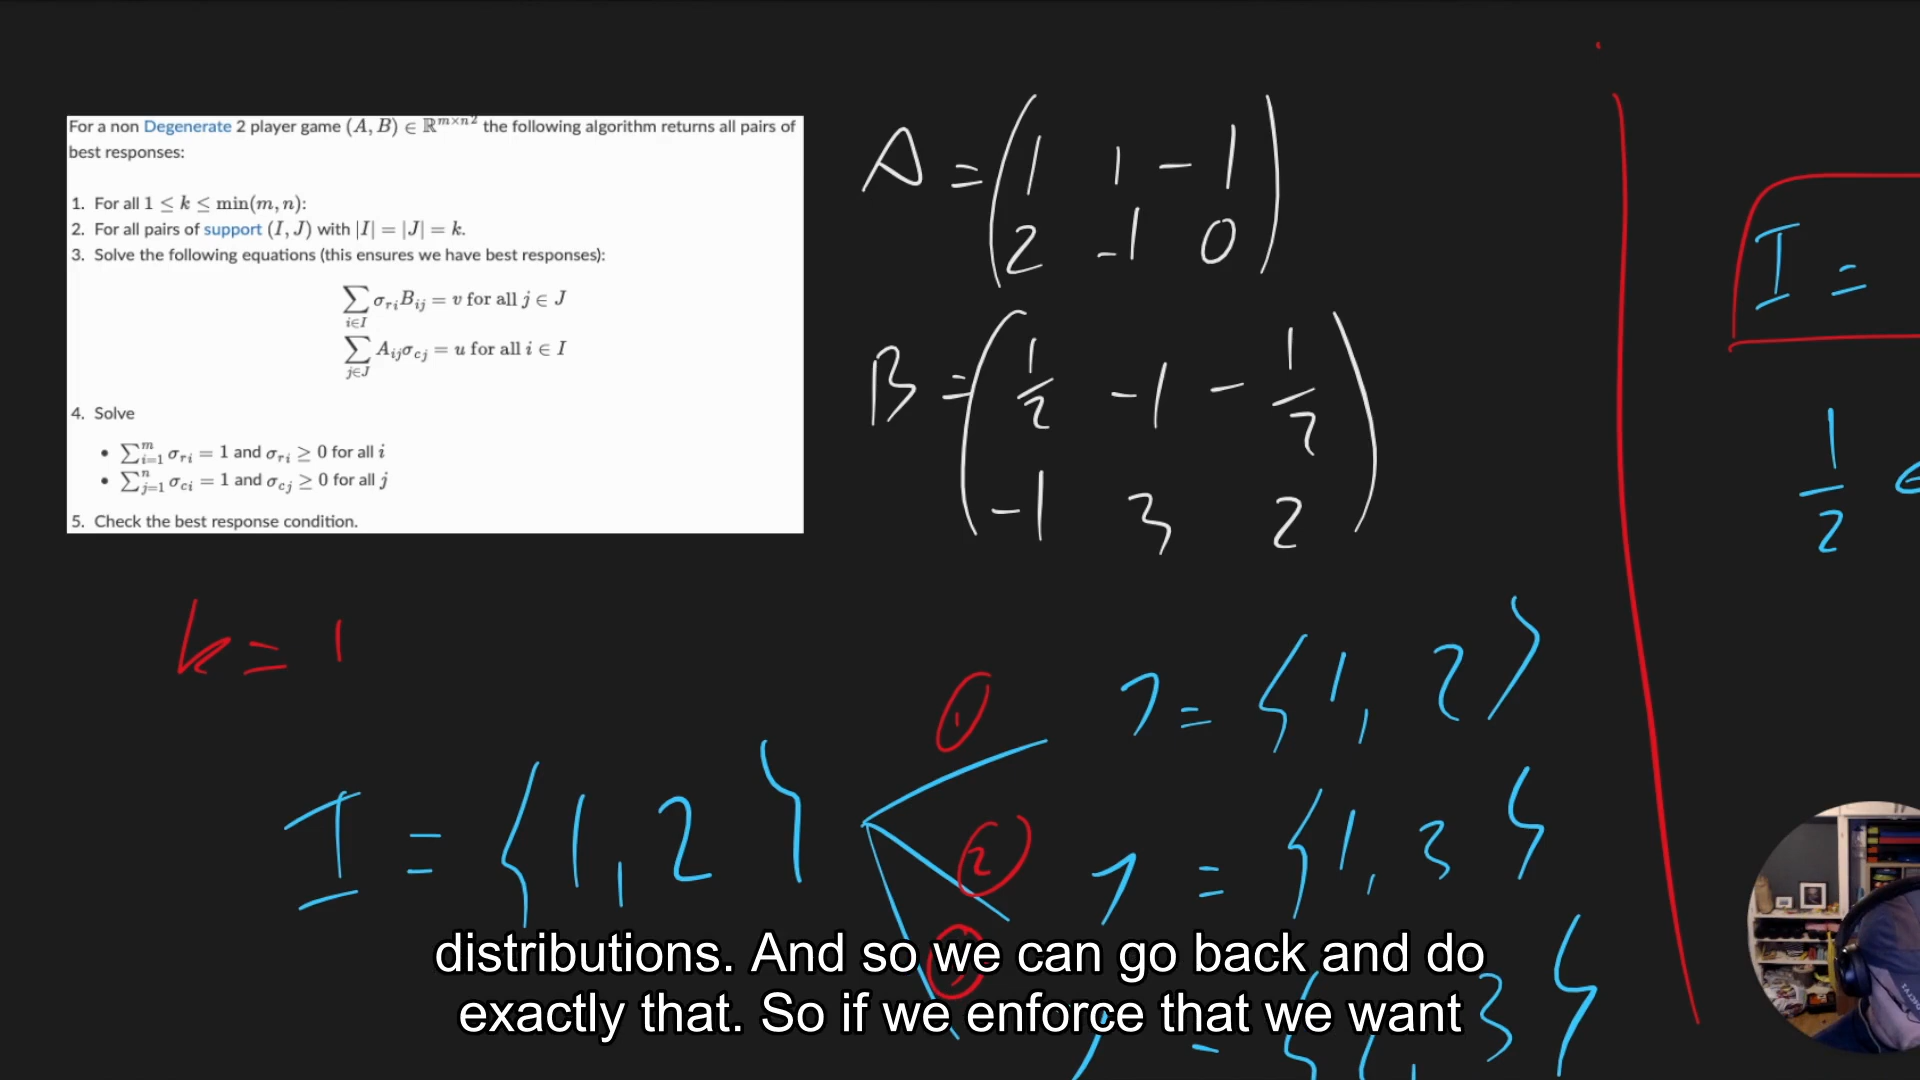 For a non Degenerate 2 player game (A, B) ∈ ℝ^{m×n^2} the following algorithm returns all pairs of
best responses:
1. For all 1 ≤ k ≤ min(m, n):
2. For all pairs of support (I, J) with |I| = |J| = k.
3. Solve the following equations (this ensures we have best responses):
∑_{i∈I} σ_{ri}B_{ij} = v for all j ∈ J
∑_{j∈J} A_{ij}σ_{cj} = u for all i ∈ I
4. Solve
• ∑_{i=1}^{m} σ_{ri} = 1 and σ_{ri} ≥ 0 for all i
• ∑_{j=1}^{n} σ_{ci} = 1 and σ_{cj} ≥ 0 for all j
5. Check the best response condition.
A = ( 1 1 -1
2 -1 0 )
B = ( 1/2 -1 -1/2
-1 3 2 )
I =
1/2
k = 1
① J = {1, 2}
I = {1, 2}
② J = {1, 3}
3}
distributions. And so we can go back and do
exactly that. So if we enforce that we want